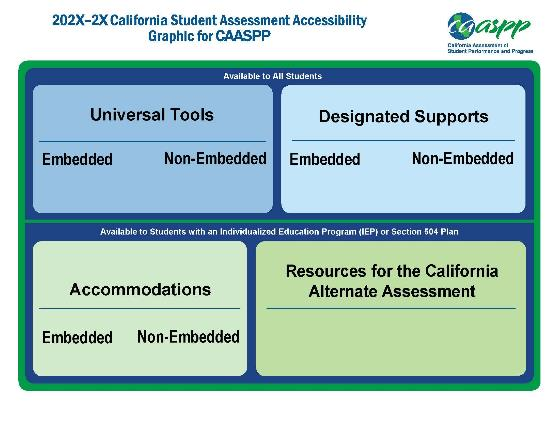 202X–2X California Student Assessment Accessibility
Graphic for CAASPP
caaspp
California Assessment of
Student Performance and Progress
Available to All Students
Universal Tools
Embedded
Non-Embedded
Designated Supports
Embedded
Non-Embedded
Available to Students with an Individualized Education Program (IEP) or Section 504 Plan
Accommodations
Embedded
Non-Embedded
Resources for the California
Alternate Assessment